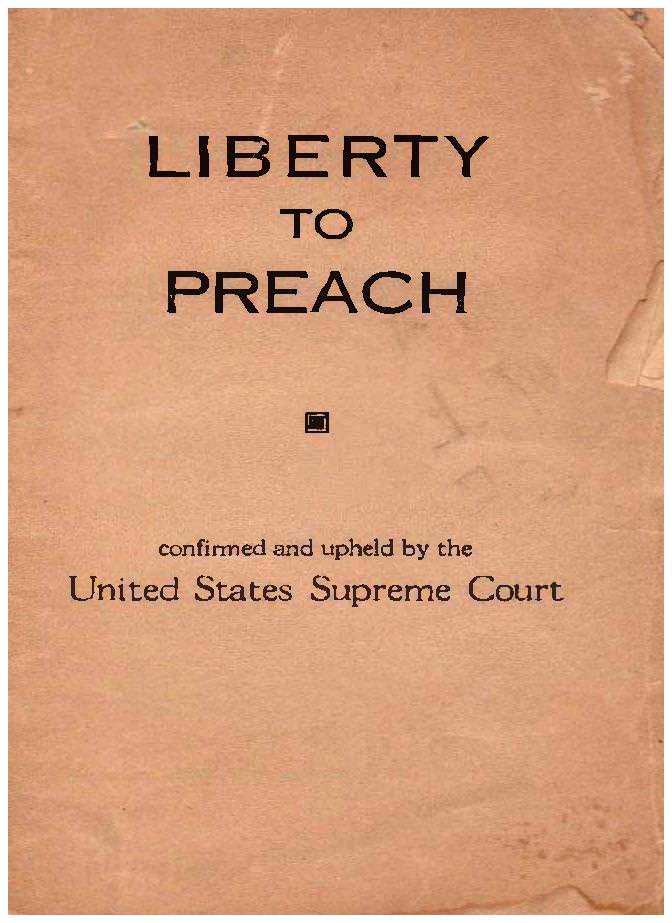 LIBERTY
TO
PREACH
confirmed and upheld by the
United States Supreme Court